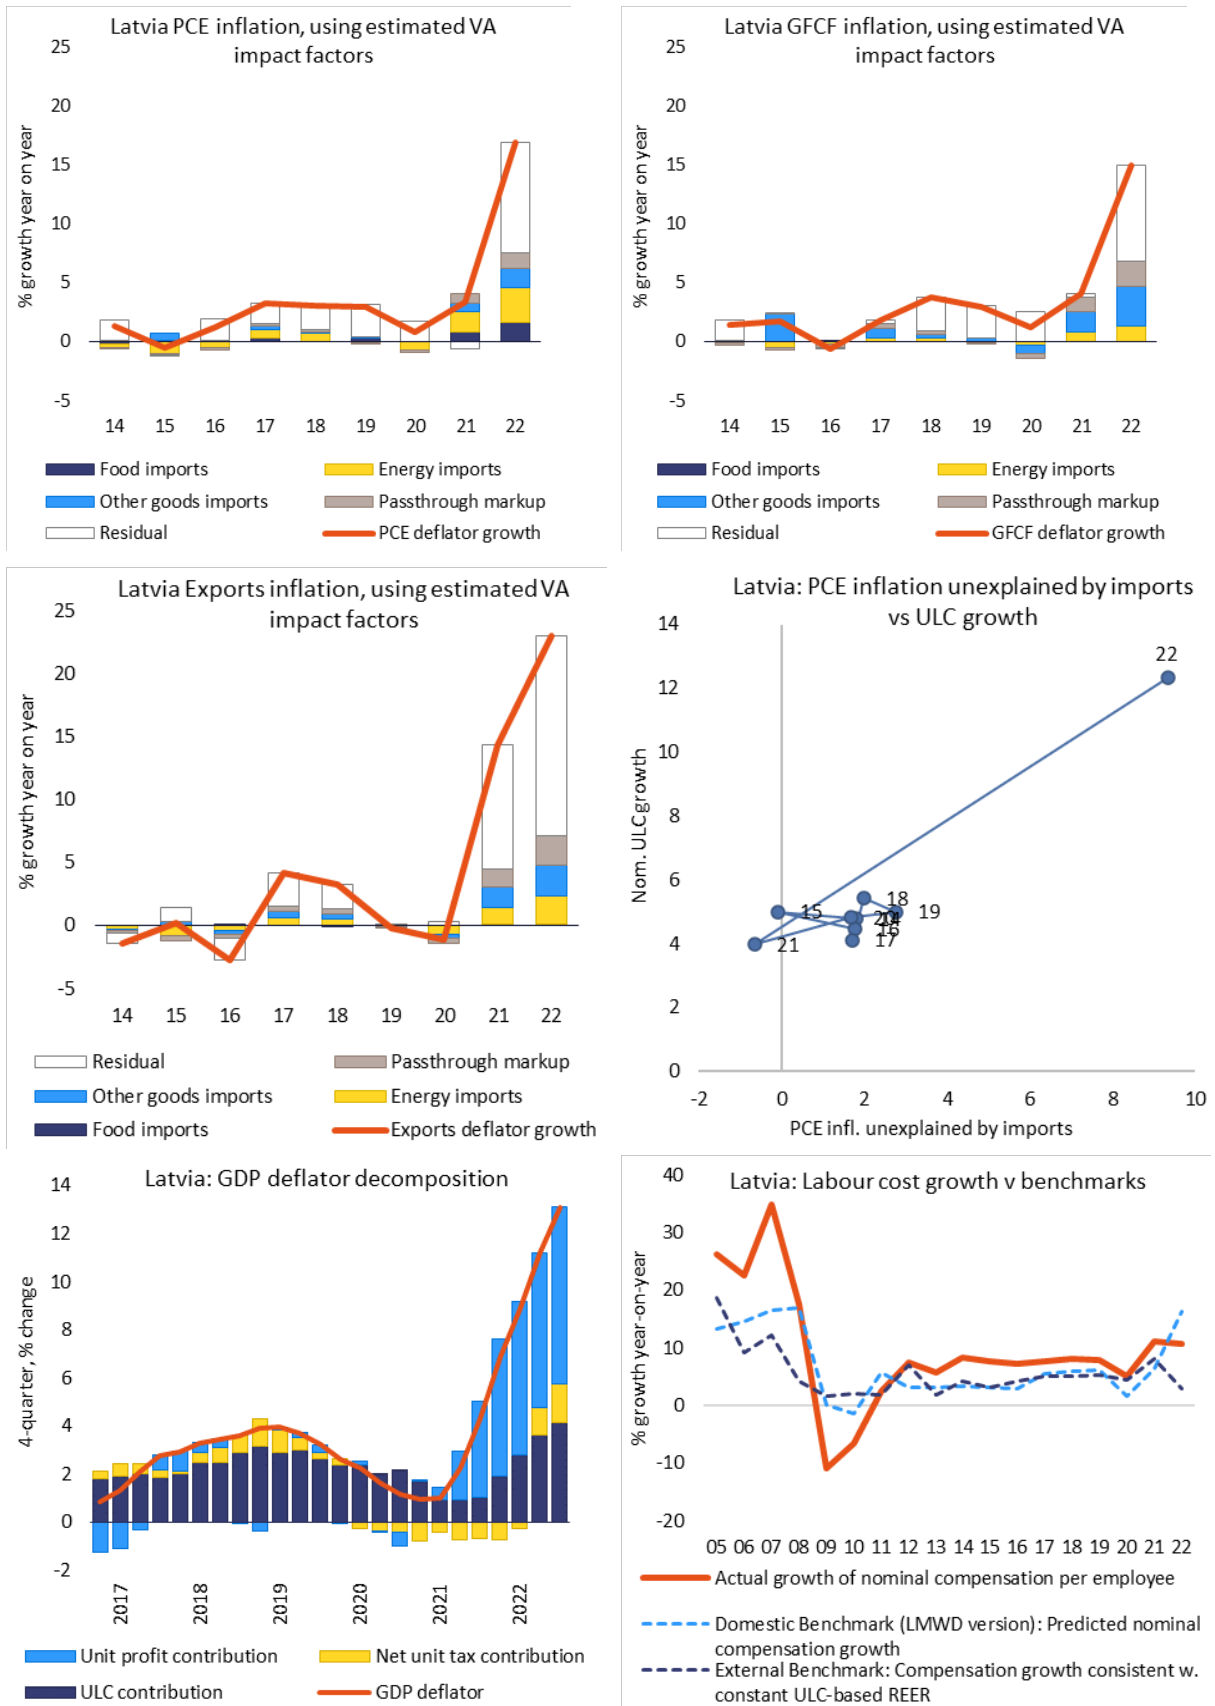 Latvia PCE inflation, using estimated VA
impact factors
% growth year on year
25
20
15
10
5
0
-5
14 15 16 17 18 19 20 21 22
Food imports Energy imports
Other goods imports Passthrough markup
Residual PCE deflator growth
Latvia GFCF inflation, using estimated VA
impact factors
% growth year on year
25
20
15
10
5
0
-5
14 15 16 17 18 19 20 21 22
Food imports Energy imports
Other goods imports Passthrough markup
Residual GFCF deflator growth
Latvia Exports inflation, using estimated VA
impact factors
% growth year on year
25
20
15
10
5
0
-5
14 15 16 17 18 19 20 21 22
Residual Passthrough markup
Other goods imports Energy imports
Food imports Exports deflator growth
Latvia: PCE inflation unexplained by imports
vs ULC growth
Nom. ULC growth
14
12
10
8
6
4
2
0
22
18
15
19
16
21
17
-2 0 2 4 6 8 10
PCE infl. unexplained by imports
Latvia: GDP deflator decomposition
4-quarter, % change
14
12
10
8
6
4
2
0
-2
2017 2018 2019 2020 2021 2022
Unit profit contribution Net unit tax contribution
ULC contribution GDP deflator
Latvia: Labour cost growth v benchmarks
% growth year-on-year
40
30
20
10
0
-10
-20
05 06 07 08 09 10 11 12 13 14 15 16 17 18 19 20 21 22
Actual growth of nominal compensation per employee
Domestic Benchmark (LMWD version): Predicted nominal
compensation growth
External Benchmark: Compensation growth consistent w.
constant ULC-based REER